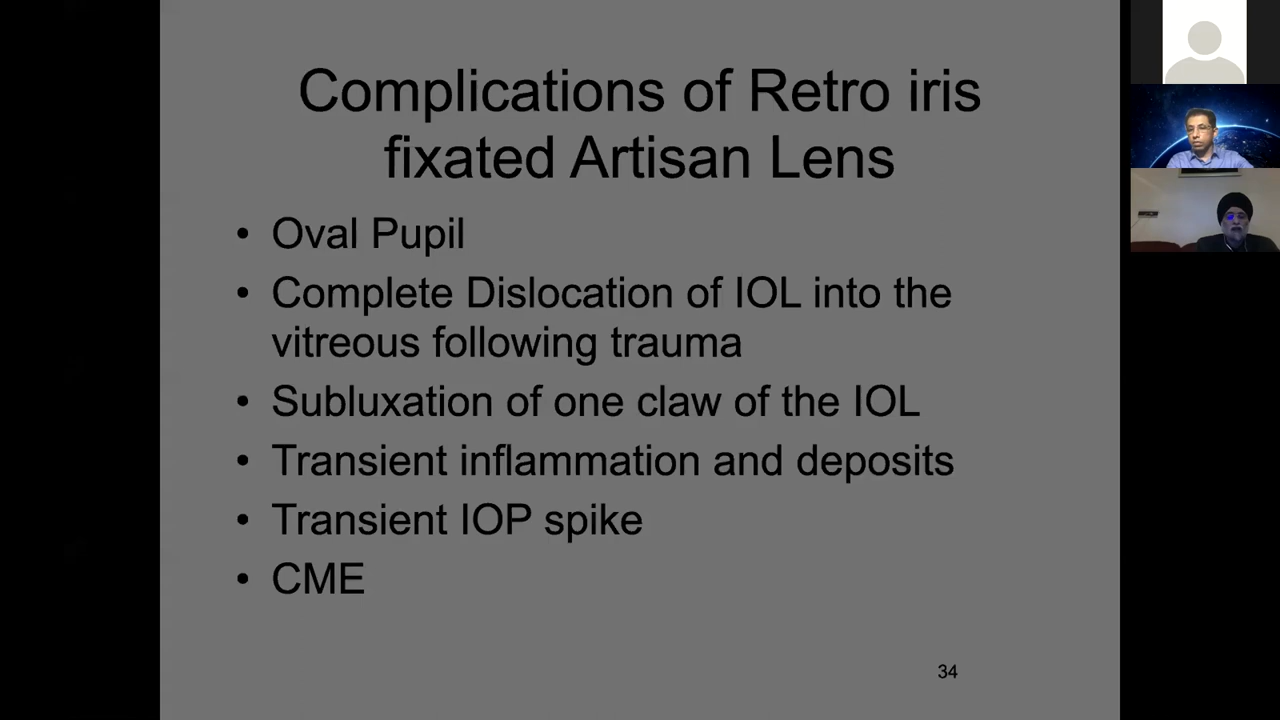 Complications of Retro iris
fixated Artisan Lens
• Oval Pupil
• Complete Dislocation of IOL into the
vitreous following trauma
• Subluxation of one claw of the IOL
• Transient inflammation and deposits
• Transient IOP spike
• CME
34